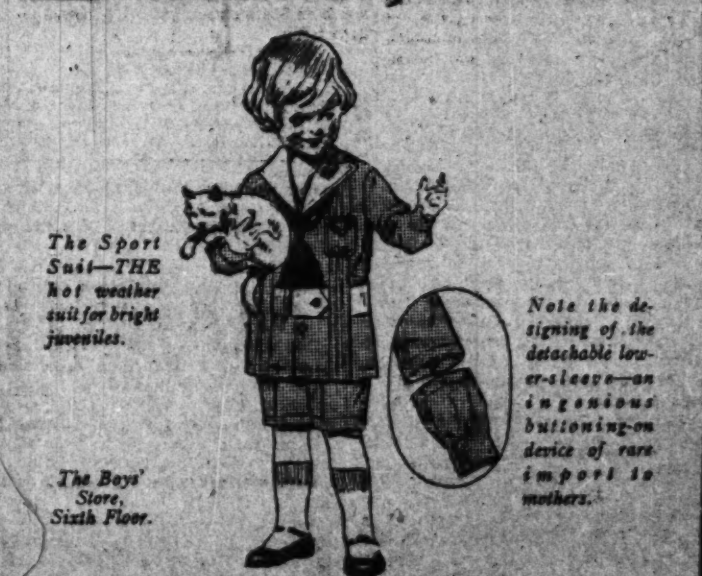 The Sport
Suit—THE
hot weather
suit for bright
juveniles.
The Boys'
Store,
Sixth Floor.
Note the de-
signing of the
detachable low-
er-sleeve—an
ingenious
buttoning-on
device of rare
import to
mothers.